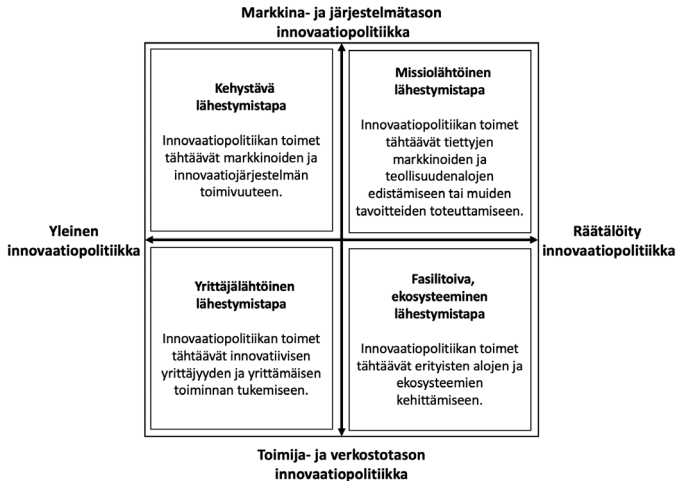 Markkina- ja järjestelmätason
innovaatiopolitiikka
Kehystävä
lähestymistapa
Innovaatiopolitiikan toimet
tähtäävät markkinoiden ja
innovaatiojärjestelmän
toimivuuteen.
Missiolähtöinen
lähestymistapa
Innovaatiopolitiikan toimet
tähtäävät tiettyjen
markkinoiden ja
teollisuudenalojen
edistämiseen tai muiden
tavoitteiden toteuttamiseen.
Yleinen
innovaatiopolitiikka
Räätälöity
innovaatiopolitiikka
Yrittäjälähtöinen
lähestymistapa
Innovaatiopolitiikan toimet
tähtäävät innovatiivisen
yrittäjyyden ja yrittämäisen
toiminnan tukemiseen.
Fasilitoiva,
ekosysteeminen
lähestymistapa
Innovaatiopolitiikan toimet
tähtäävät erityisten alojen ja
ekosysteemien
kehittämiseen.
Toimija- ja verkostotason
innovaatiopolitiikka